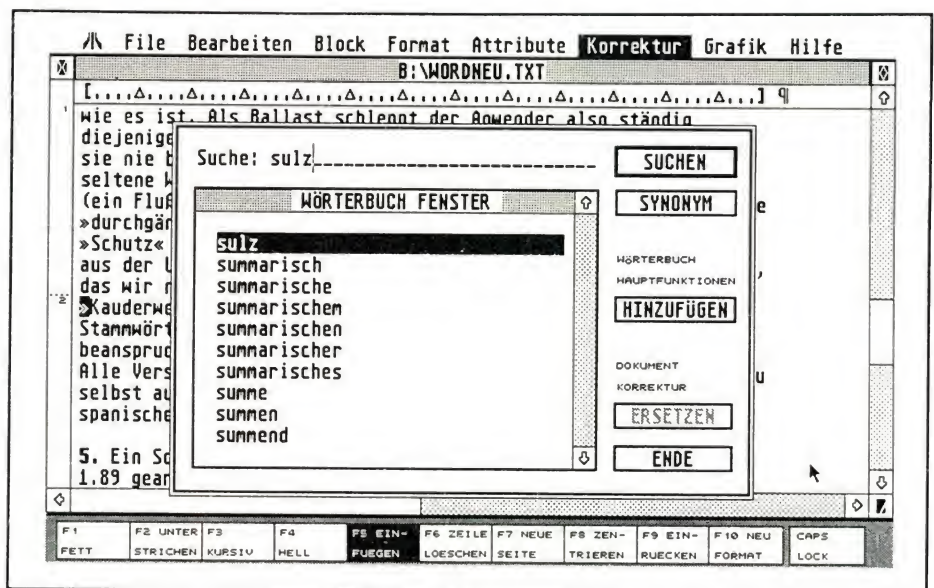 File Bearbeiten Block Format Attribute Korrektur Grafik Hilfe
B:\WORDNEU.TXT
wie es ist. Als Ballast schleppt der Anwender also ständig
diejenige
sie nie b
seltene W
(ein Fluß
»durchgän
»Schutz«
aus der
das wir
»Kauderwe
Stammwört
beanspruc
Alle Vers
selbst au
spanische
5. Ein Sc
1.89 gear
Suche: sulz
WÖRTERBUCH FENSTER
sulz
summarisch
summarische
summarischem
summarischen
summarischer
summarisches
summe
summen
summend
SUCHEN
SYNONYM
WÖRTERBUCH
HAUPTFUNKTIONEN
HINZUFÜGEN
DOKUMENT
KORREKTUR
ERSETZEN
ENDE
F1 FETT
F2 UNTER STRICHEN
F3 KURSIV
F4 HELL
F5 EIN- FUEGEN
F6 ZEILE LOESCHEN
F7 NEUE SEITE
F8 ZEN- TRIEREN
F9 EIN- RUECKEN
F10 NEU FORMAT
CAPS LOCK